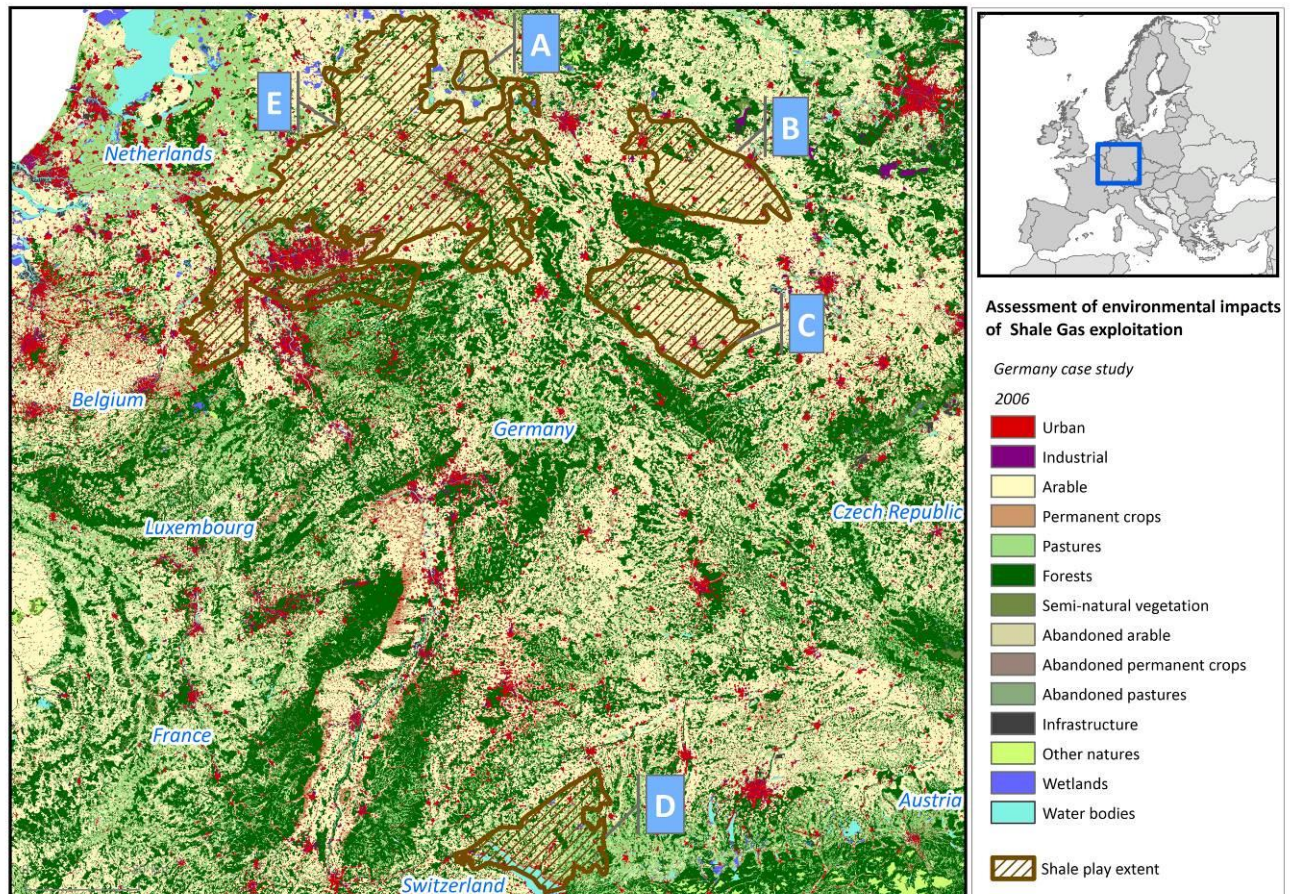 A
E
B
Netherlands
C
Belgium
Germany
Luxembourg
Czech Republic
France
D
Austria
Switzerland
Assessment of environmental impacts
of Shale Gas exploitation
Germany case study
2006
Urban
Industrial
Arable
Permanent crops
Pastures
Forests
Semi-natural vegetation
Abandoned arable
Abandoned permanent crops
Abandoned pastures
Infrastructure
Other natures
Wetlands
Water bodies
Shale play extent